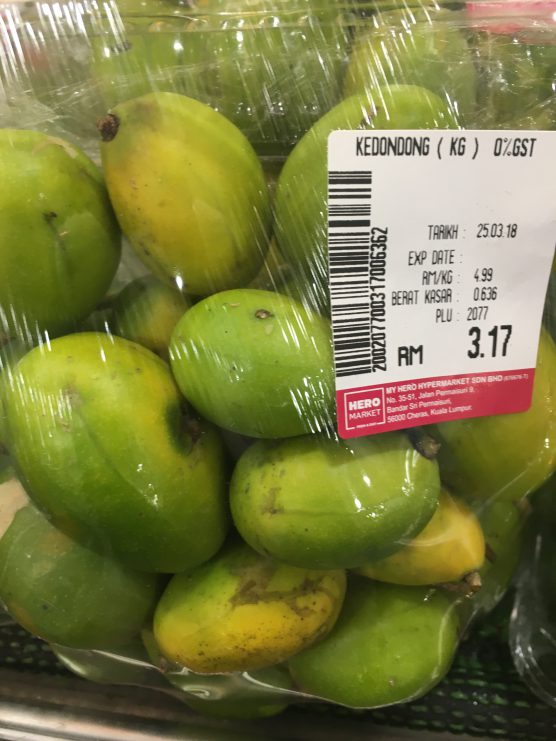 KEDONDONG ( KG ) 0%GST
TARIKH : 25.03.18
EXP DATE :
RM/KG : 4.99
BERAT KASAR : 0.636
PLU : 2077
RM 3.17
200207700317006362
HERO
MARKET
MY HERO HYPERMARKET SDN BHD
No. 35-51, Jalan Permaisuri 9,
Bandar Sri Permaisuri,
56000 Cheras, Kuala Lumpur.